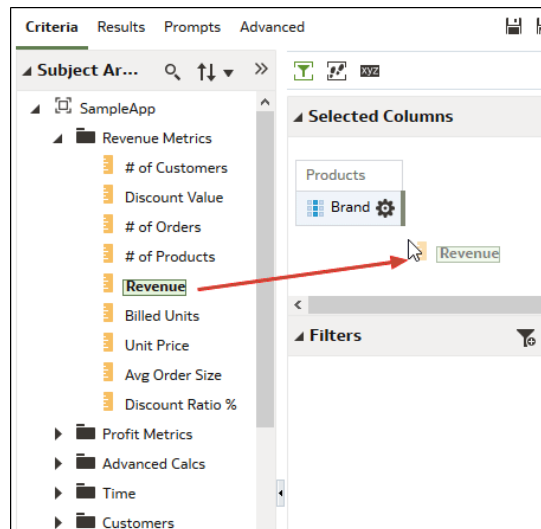 Criteria Results Prompts Advanced
Subject Ar...
SampleApp
Revenue Metrics
# of Customers
Discount Value
# of Orders
# of Products
Revenue
Billed Units
Unit Price
Avg Order Size
Discount Ratio %
Profit Metrics
Advanced Calcs
Time
Customers
xyz
Selected Columns
Products
Brand
Revenue
Filters